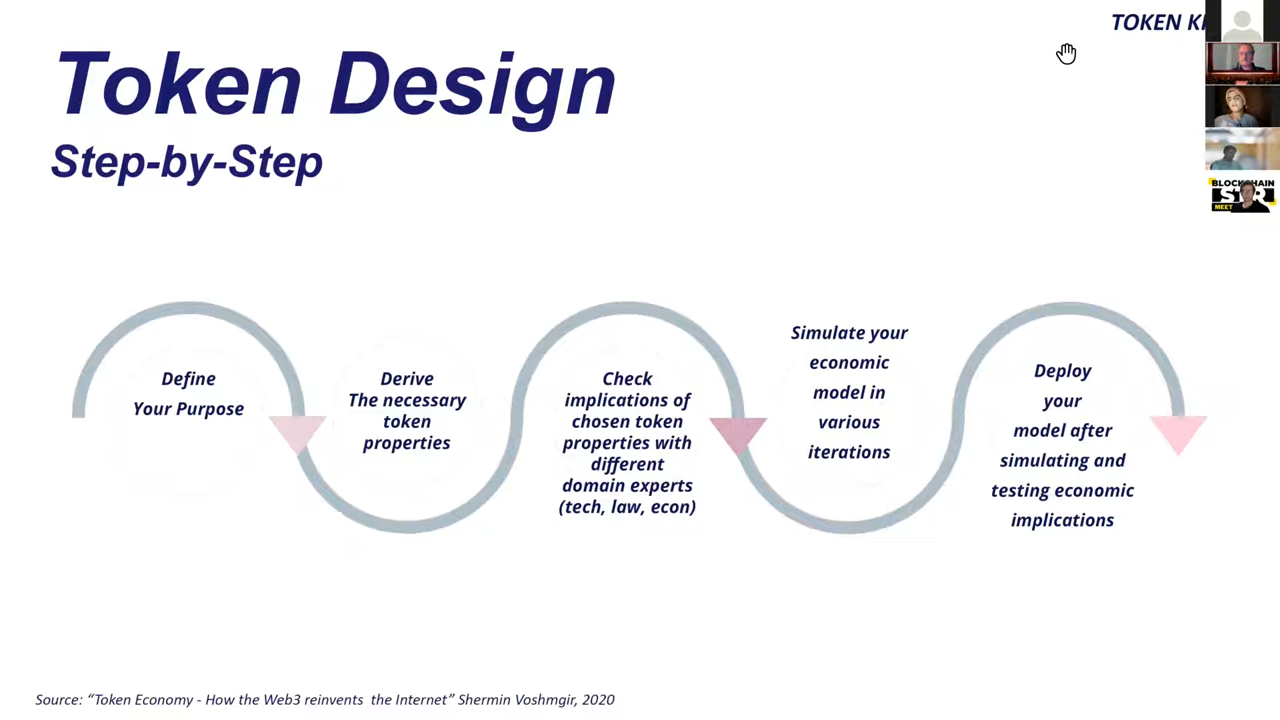 TOKEN
Token Design
Step-by-Step
BLOCKCHAIN
MEET
Define
Your Purpose
Derive
The necessary
token
properties
Check
implications of
chosen token
properties with
different
domain experts
(tech, law, econ)
Simulate your
economic
model in
various
iterations
Deploy
your
model after
simulating and
testing economic
implications
Source: “Token Economy - How the Web3 reinvents the Internet” Shermin Voshmgir, 2020